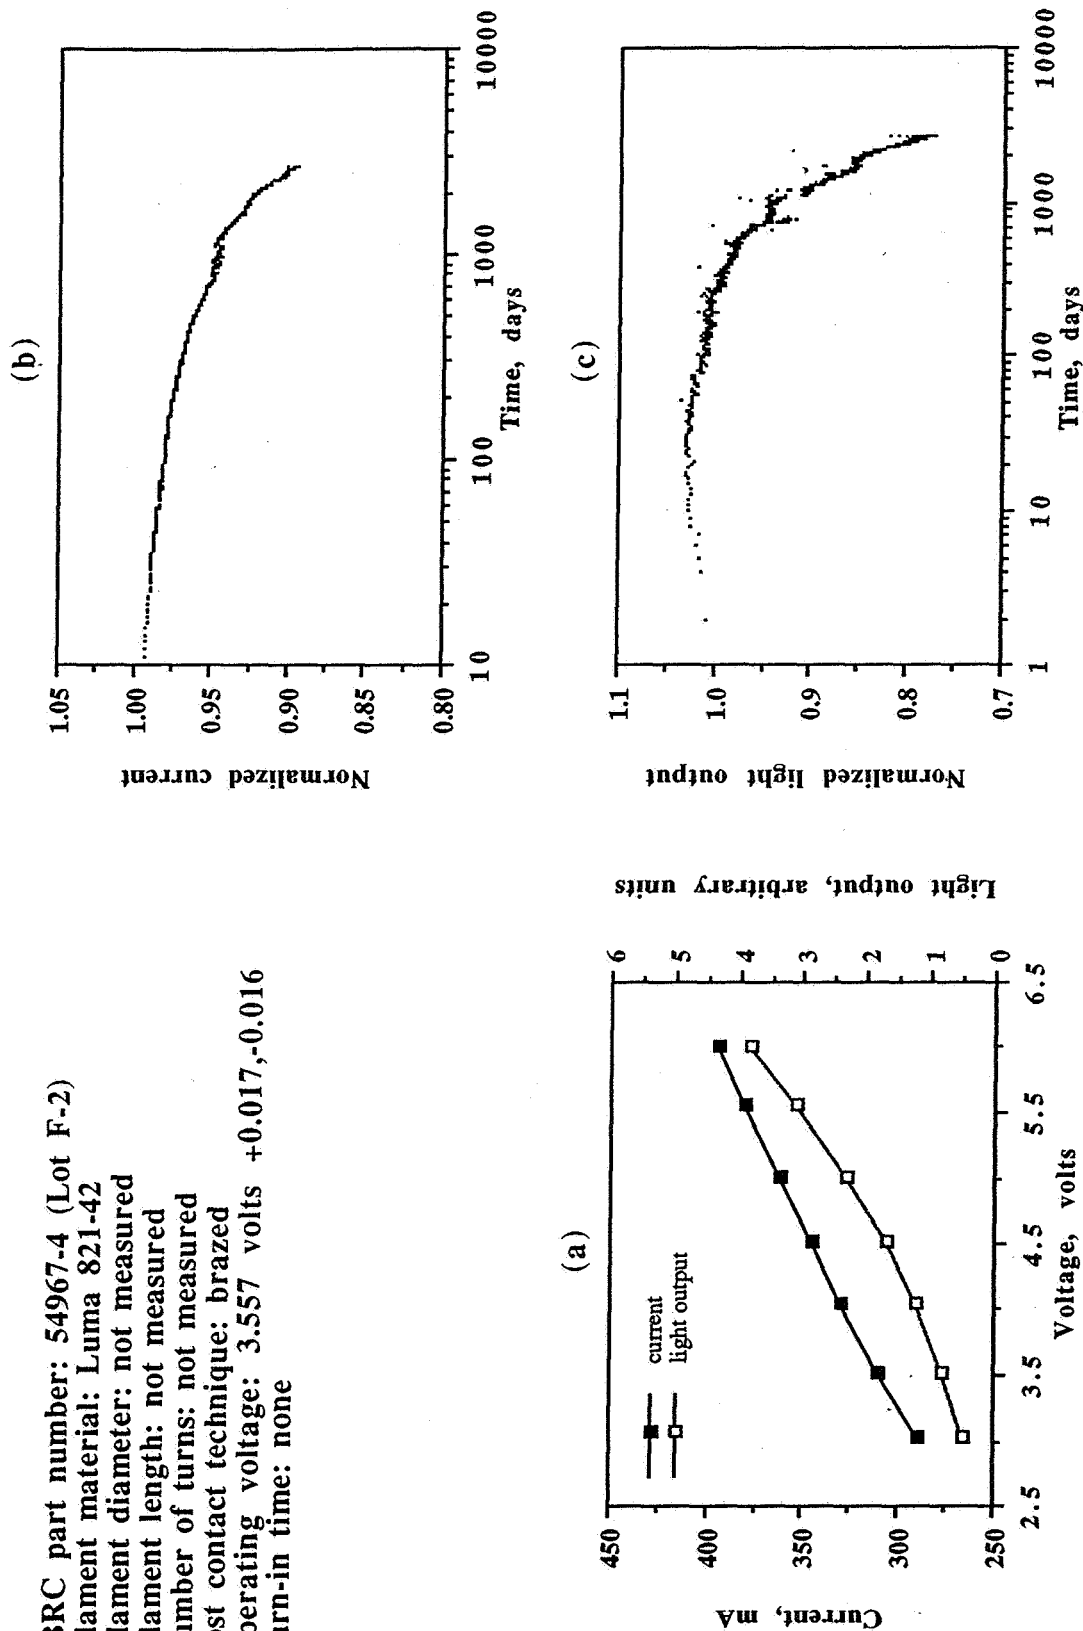 BRC part number: 54967-4 (Lot F-2)
lament material: Luma 821-42
lament diameter: not measured
lament length: not measured
umber of turns: not measured
ost contact technique: brazed
perating voltage: 3.557 volts +0.017,-0.016
urn-in time: none
(b)
Normalized current
1.05
1.00
0.95
0.90
0.85
0.80
10
100
1000
10000
Time, days
(a)
current
light output
Current, mA
450
400
350
300
250
2.5
3.5
4.5
5.5
6.5
Voltage, volts
6
5
4
3
2
1
0
Light output, arbitrary units
(c)
Normalized light output
1.1
1.0
0.9
0.8
0.7
1
10
100
1000
10000
Time, days